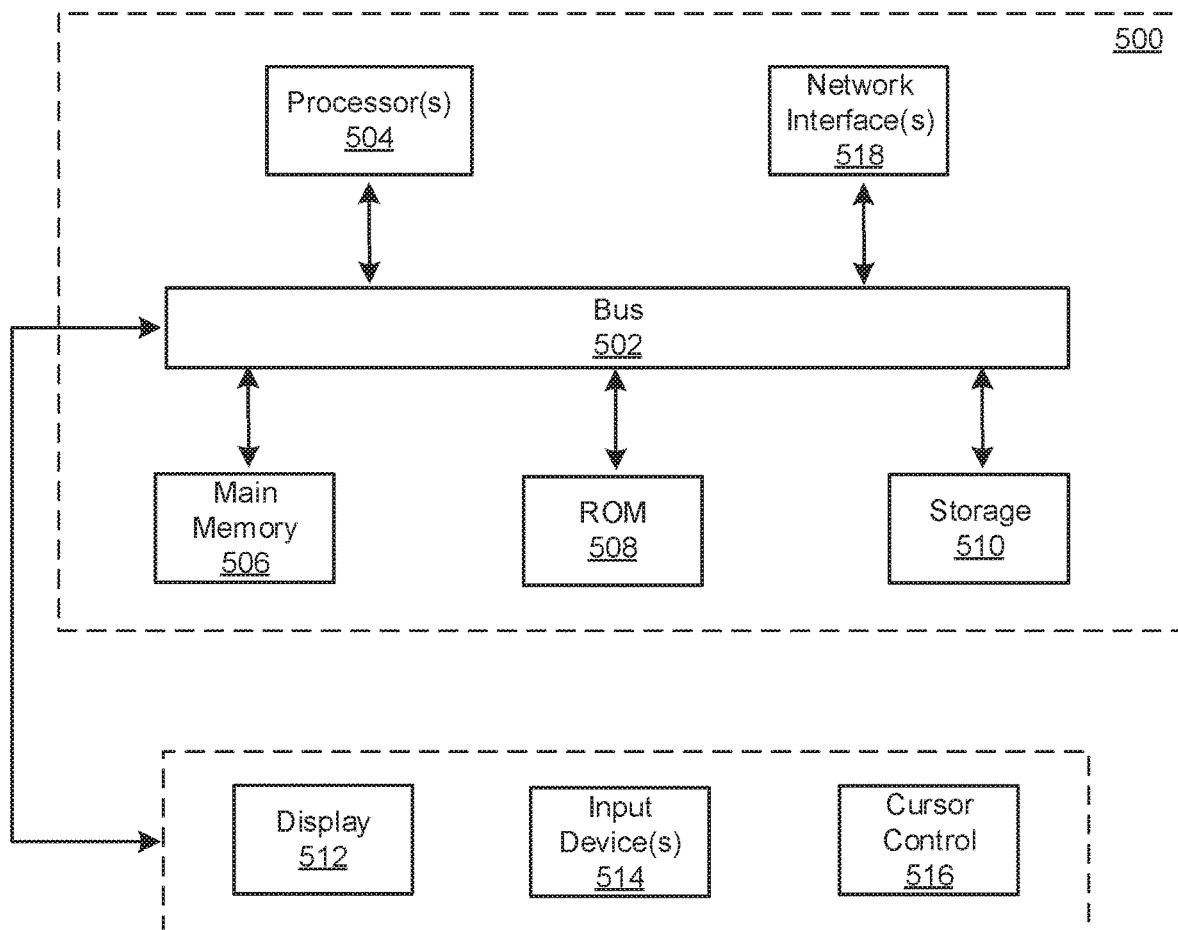 500
Processor(s)
504
Network
Interface(s)
518
Bus
502
Main
Memory
506
ROM
508
Storage
510
Display
512
Input
Device(s)
514
Cursor
Control
516